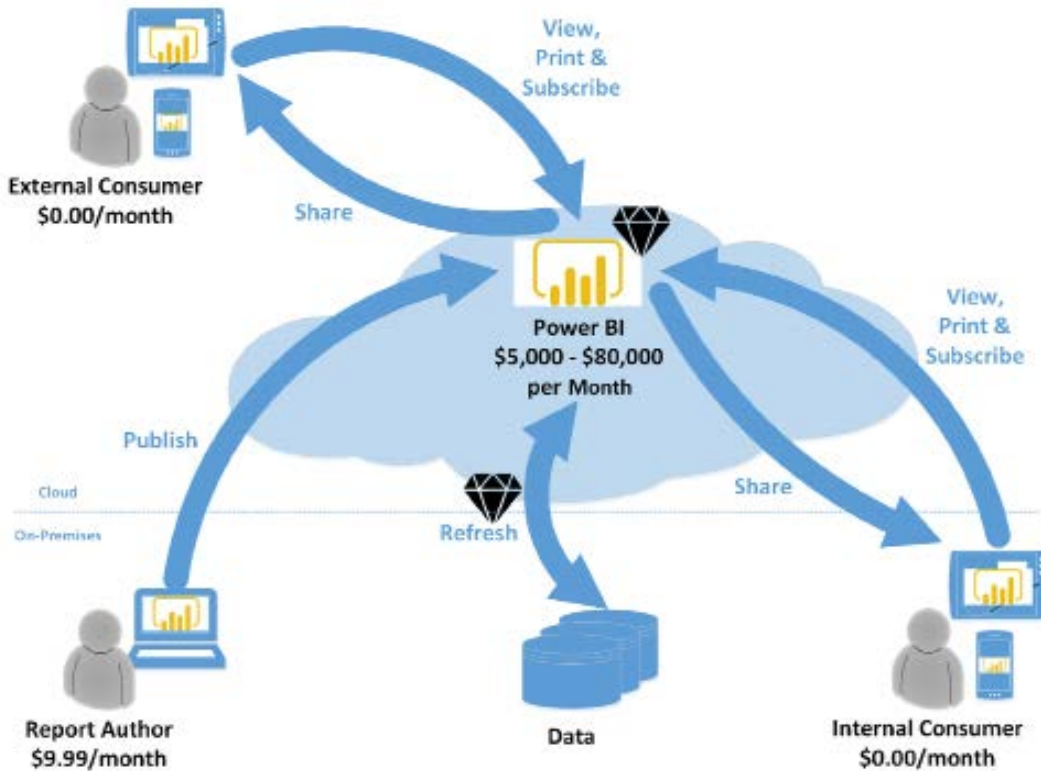 View,
Print &
Subscribe
External Consumer
$0.00/month
Share
Power BI
$5,000 - $80,000
per Month
View,
Print &
Subscribe
Publish
Cloud
Share
On-Premises
Refresh
Report Author
$9.99/month
Data
Internal Consumer
$0.00/month